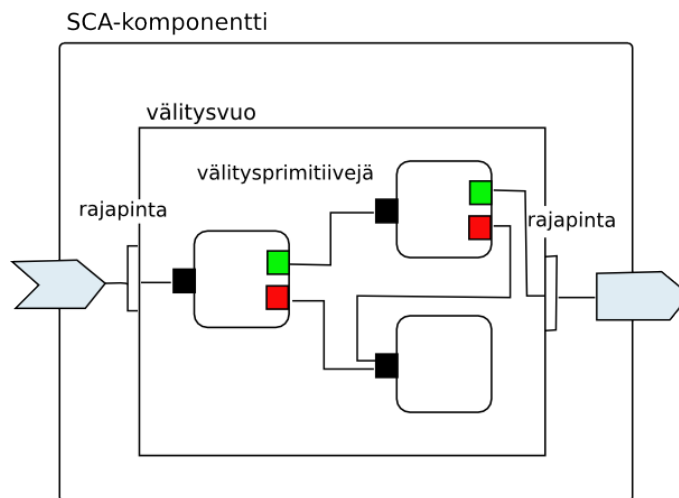 SCA-komponentti
välitysvuo
välitysprimitiivejä
rajapinta
rajapinta